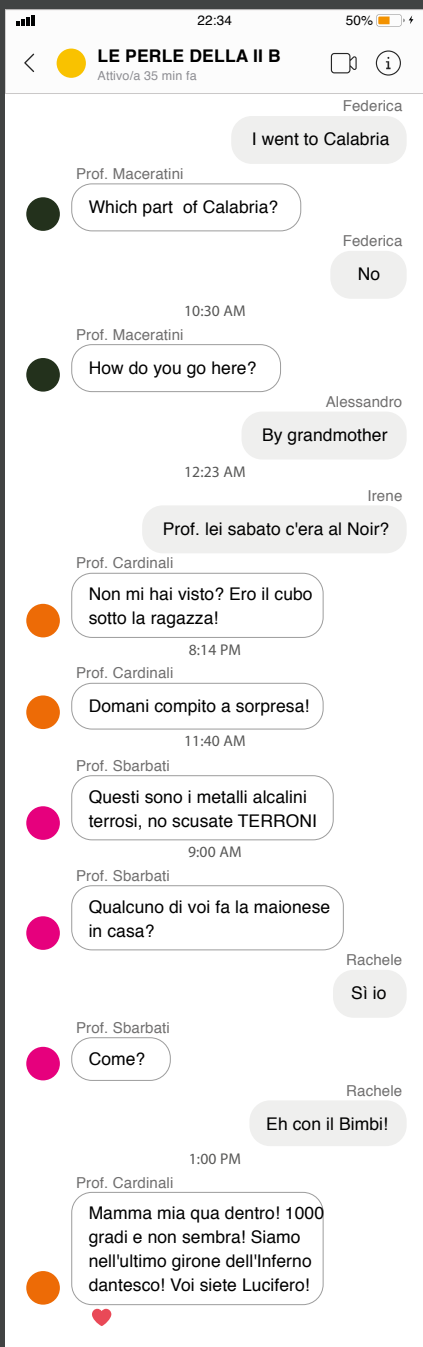 22:34
50%
LE PERLE DELLA II B
Attivo/a 35 min fa
Federica
I went to Calabria
Prof. Maceratini
Which part of Calabria?
Federica
No
10:30 AM
Prof. Maceratini
How do you go here?
Alessandro
By grandmother
12:23 AM
Irene
Prof. lei sabato c'era al Noir?
Prof. Cardinali
Non mi hai visto? Ero il cubo
sotto la ragazza!
8:14 PM
Prof. Cardinali
Domani compito a sorpresa!
11:40 AM
Prof. Sbarbati
Questi sono i metalli alcalini
terrosi, no scusate TERRONI
9:00 AM
Prof. Sbarbati
Qualcuno di voi fa la maionese
in casa?
Rachele
Sì io
Prof. Sbarbati
Come?
Rachele
Eh con il Bimbi!
1:00 PM
Prof. Cardinali
Mamma mia qua dentro! 1000
gradi e non sembra! Siamo
nell'ultimo girone dell'Inferno
dantesco! Voi siete Lucifero!